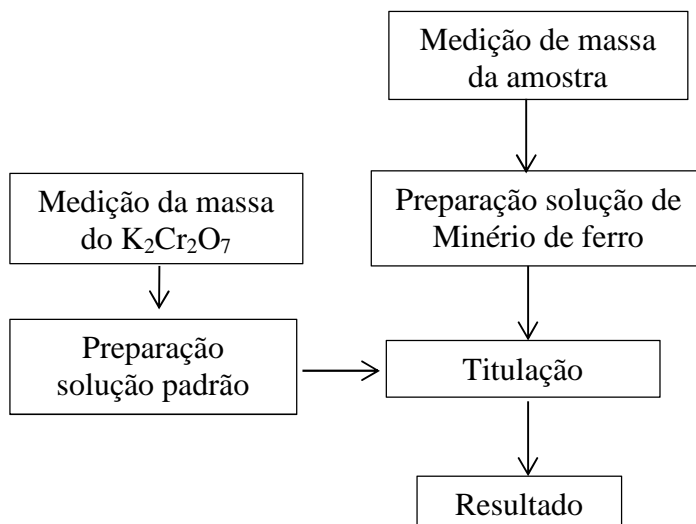 Medição de massa
da amostra
Medição da massa
do K₂Cr₂O₇
Preparação solução de
Minério de ferro
Preparação
solução padrão
Titulação
Resultado